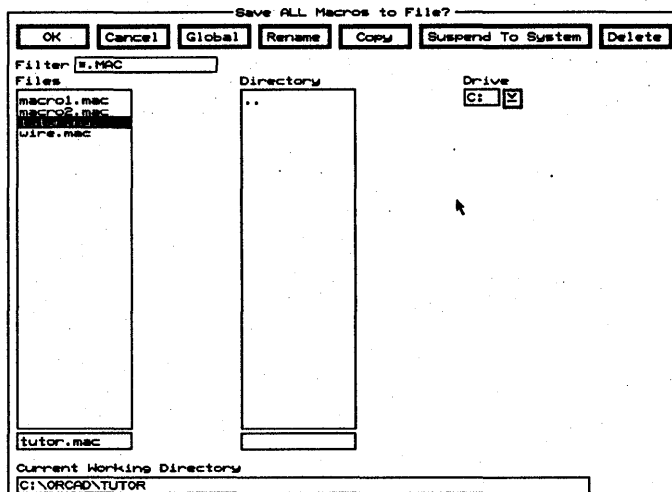 Save ALL Macros to File?
OK Cancel Global Rename Copy Suspend To System Delete
Filter *.MAC
Files Directory Drive
macro1.mac .. C:
macro2.mac
wire.mac
tutor.mac
Current Working Directory
C:\ORCAD\TUTOR